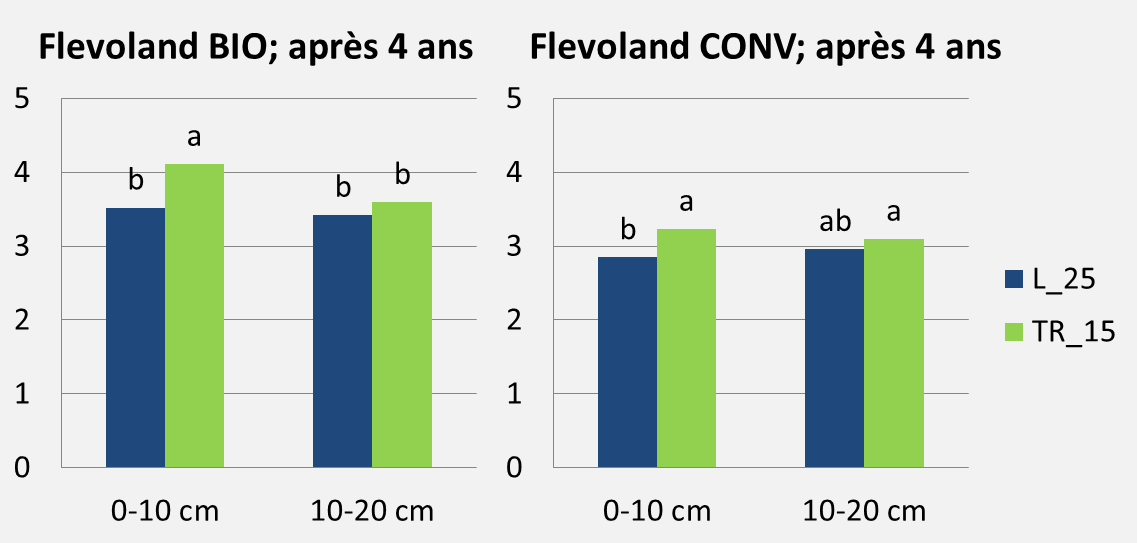 Flevoland BIO; après 4 ans
5
4
3
2
1
0
b
a
b
b
0-10 cm
10-20 cm
Flevoland CONV; après 4 ans
5
4
3
2
1
0
b
a
ab
a
0-10 cm
10-20 cm
L_25
TR_15